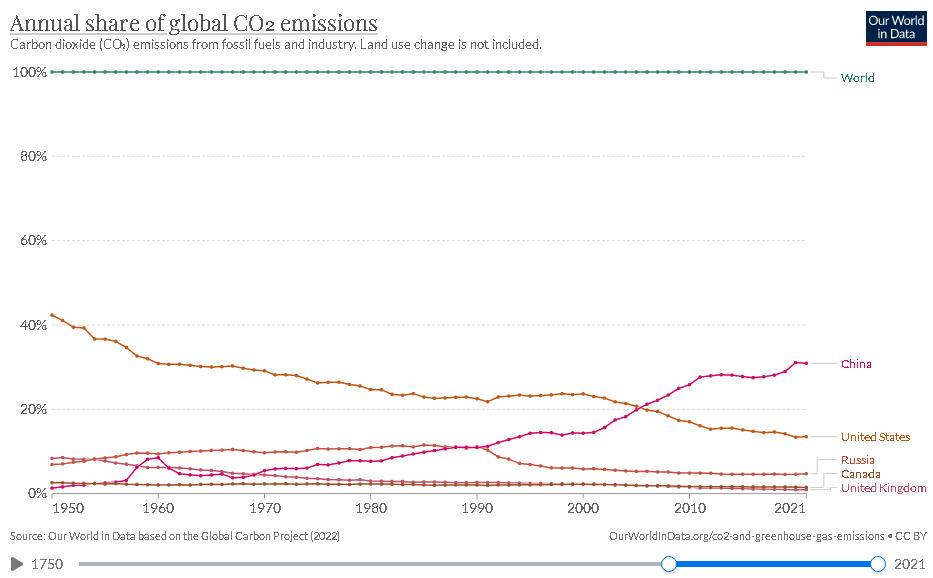 Annual share of global CO₂ emissions
Carbon dioxide (CO₂) emissions from fossil fuels and industry. Land use change is not included.
Our World
in Data
100%
World
80%
60%
40%
China
20%
United States
Russia
Canada
United Kingdom
0%
1950 1960 1970 1980 1990 2000 2010 2021
Source: Our World in Data based on the Global Carbon Project (2022)
OurWorldInData.org/co2-and-greenhouse-gas-emissions • CC BY
1750 2021